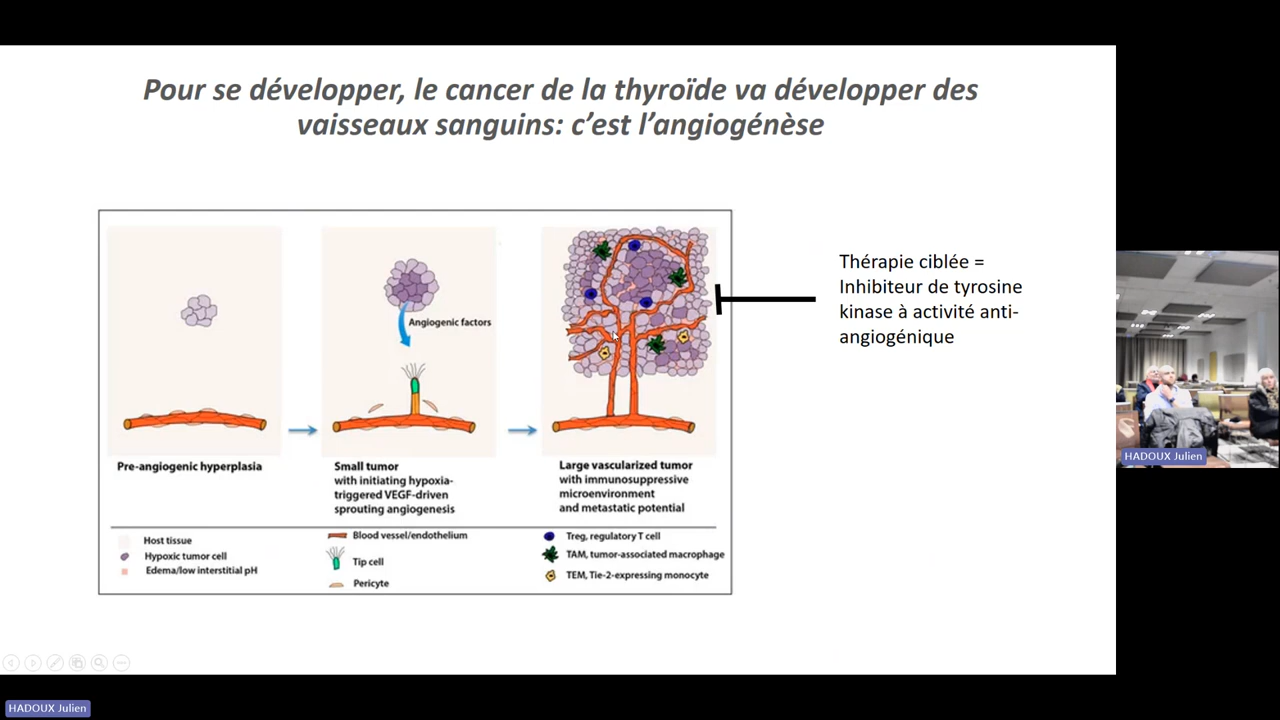 Pour se développer, le cancer de la thyroïde va développer des
vaisseaux sanguins: c’est l’angiogénèse
Angiogenic factors
Pre-angiogenic hyperplasia
Small tumor
with initiating hypoxia-
triggered VEGF-driven
sprouting angiogenesis
Large vascularized tumor
with immunosuppressive
microenvironment
and metastatic potential
Host tissue
Hypoxic tumor cell
Edema/low interstitial pH
Blood vessel/endothelium
Tip cell
Pericyte
Treg, regulatory T cell
TAM, tumor-associated macrophage
TEM, Tie-2-expressing monocyte
Thérapie ciblée =
Inhibiteur de tyrosine
kinase à activité anti-
angiogénique
HADOUX Julien
HADOUX Julien